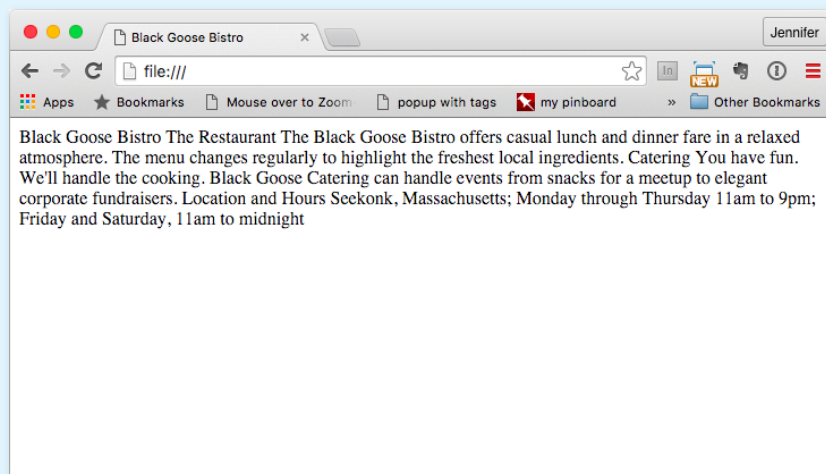 Black Goose Bistro
Jennifer
file:///
In
NEW
Apps Bookmarks Mouse over to Zoom popup with tags my pinboard » Other Bookmarks
Black Goose Bistro The Restaurant The Black Goose Bistro offers casual lunch and dinner fare in a relaxed
atmosphere. The menu changes regularly to highlight the freshest local ingredients. Catering You have fun.
We'll handle the cooking. Black Goose Catering can handle events from snacks for a meetup to elegant
corporate fundraisers. Location and Hours Seekonk, Massachusetts; Monday through Thursday 11am to 9pm;
Friday and Saturday, 11am to midnight